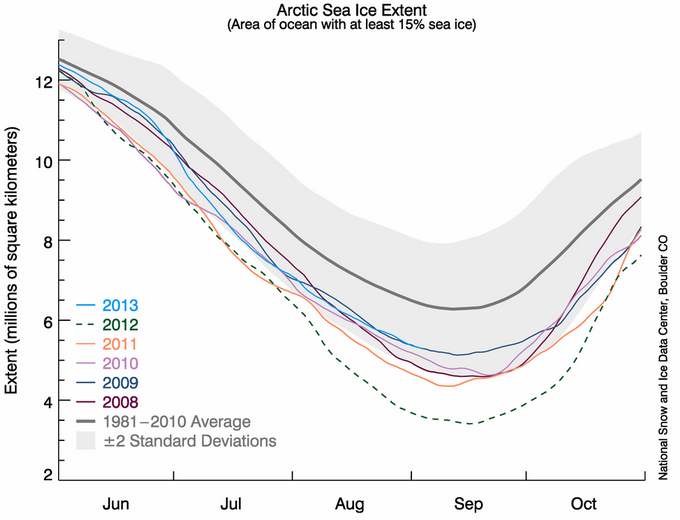 Arctic Sea Ice Extent
(Area of ocean with at least 15% sea ice)
Extent (millions of square kilometers)
12
10
8
6
4
2
2013
2012
2011
2010
2009
2008
1981–2010 Average
±2 Standard Deviations
Jun Jul Aug Sep Oct
National Snow and Ice Data Center, Boulder CO